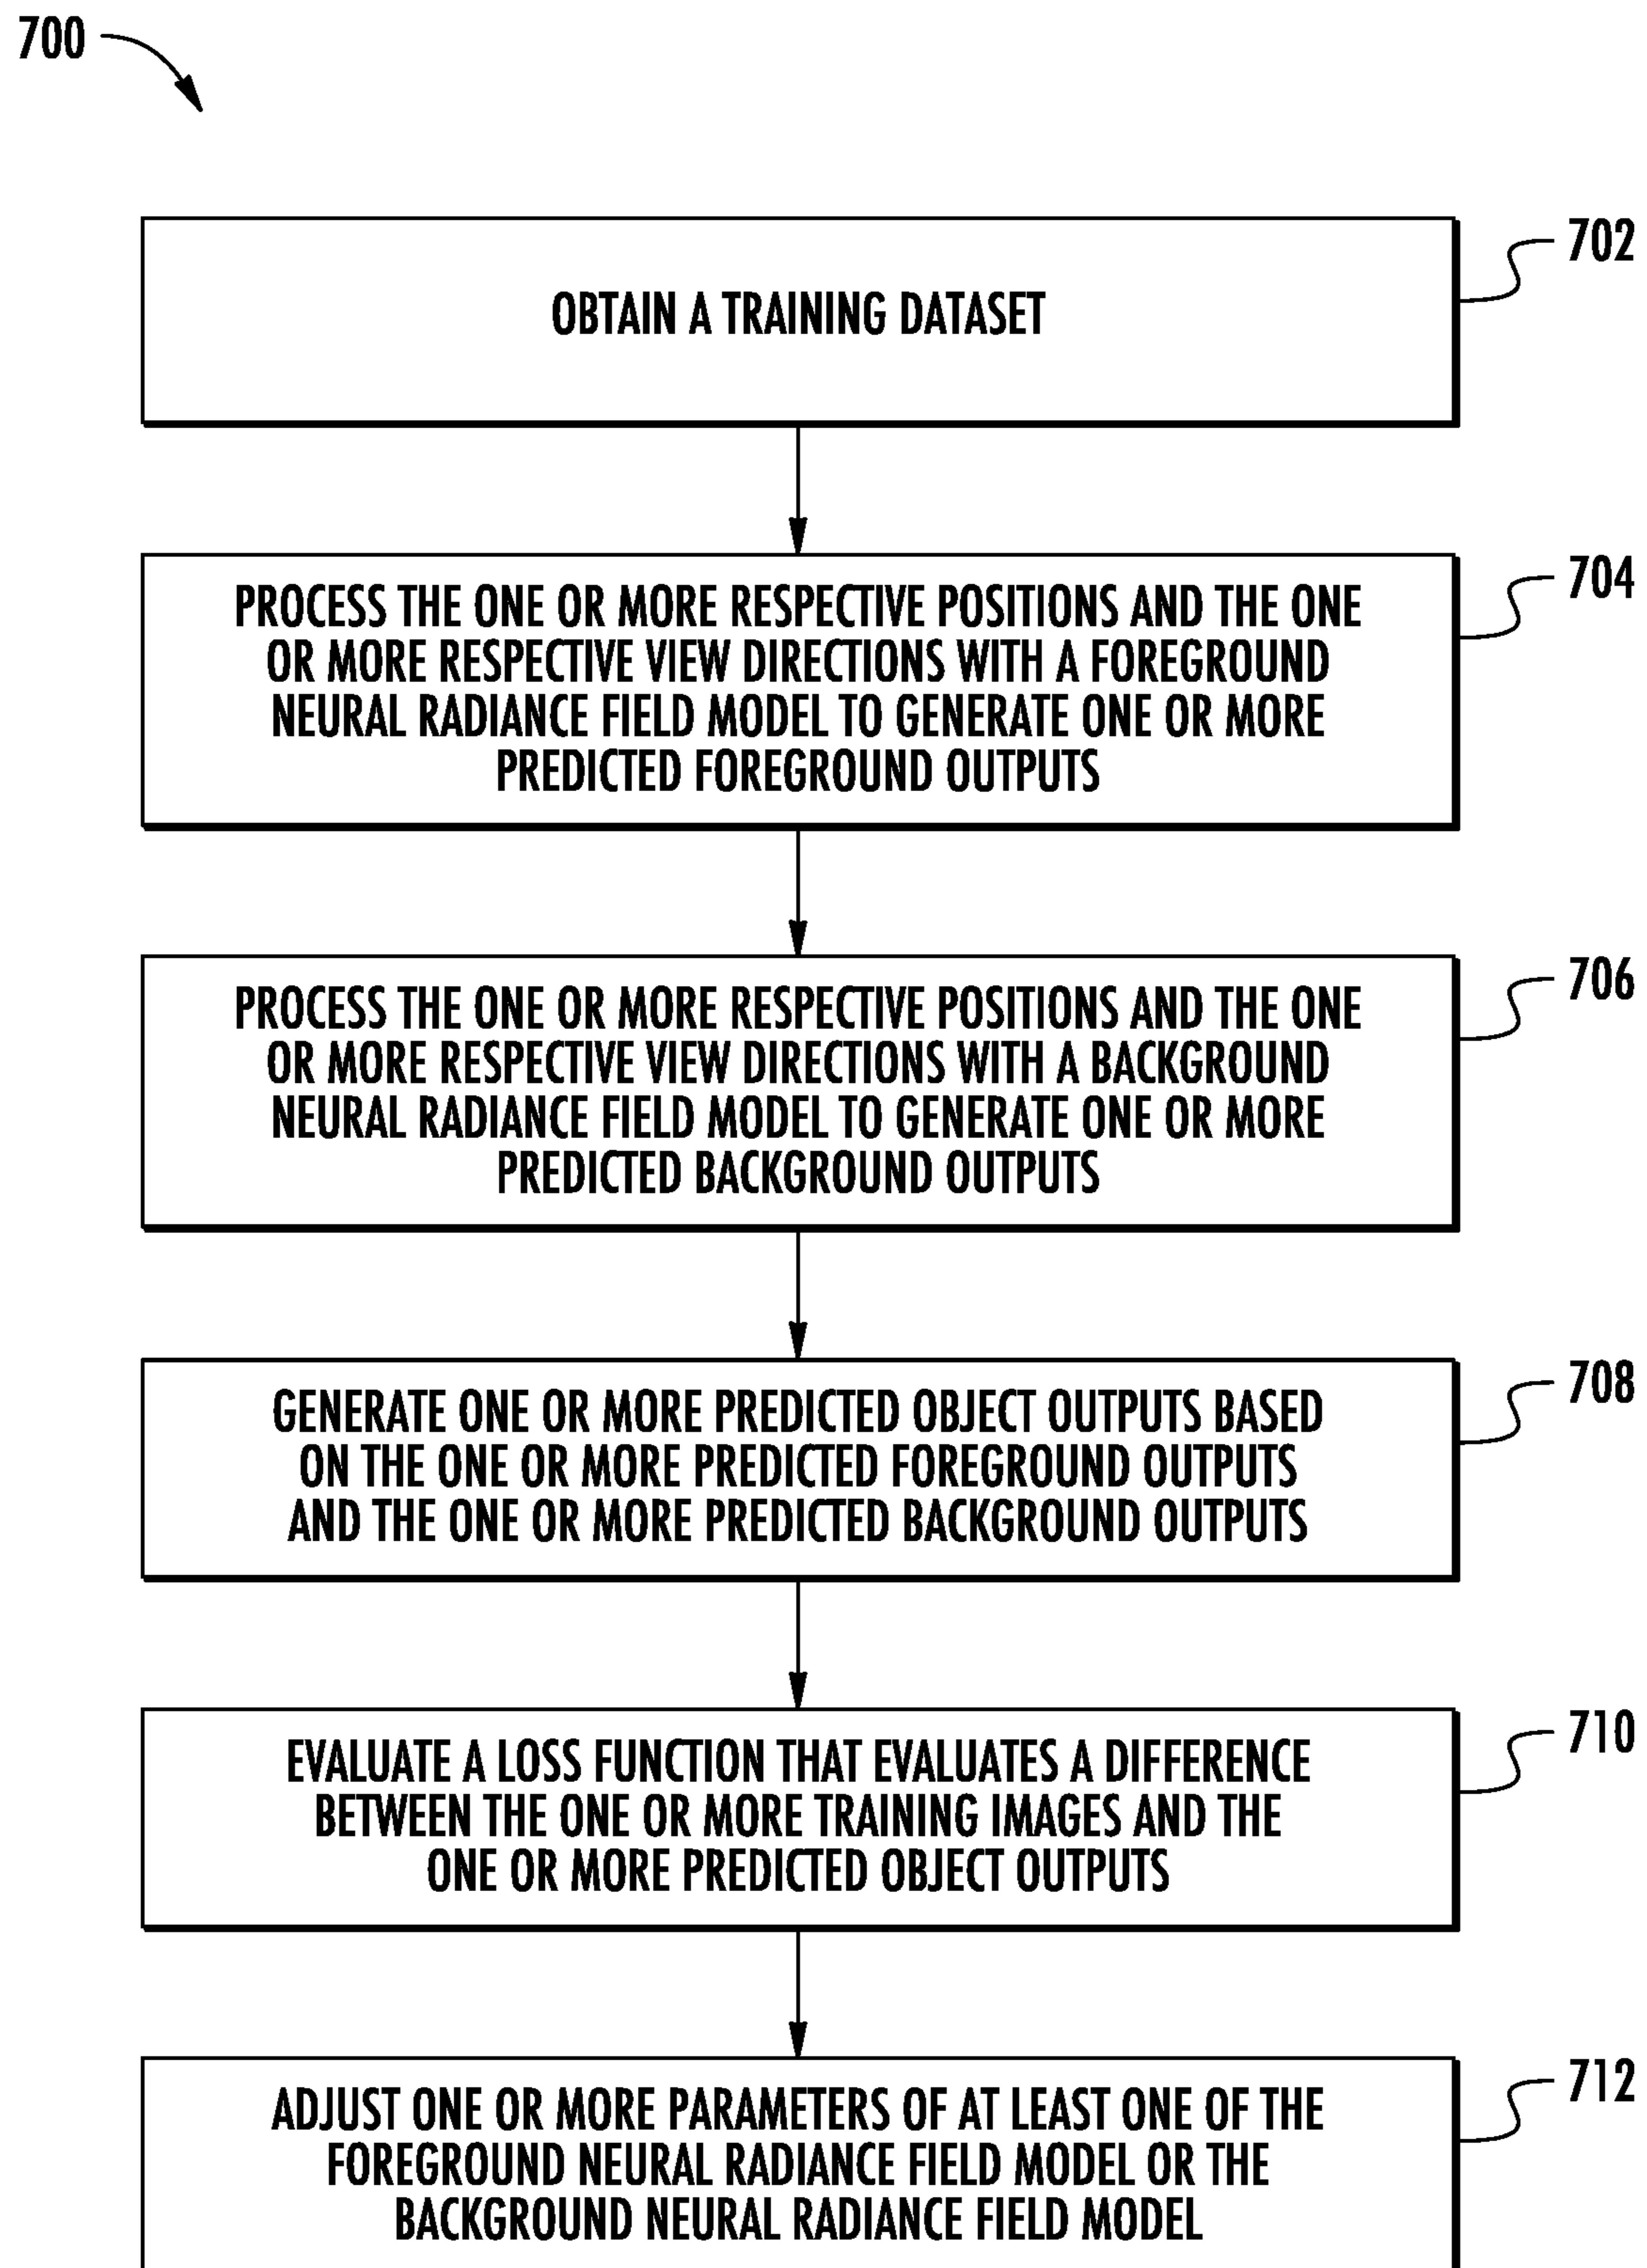 700
702
OBTAIN A TRAINING DATASET
704
PROCESS THE ONE OR MORE RESPECTIVE POSITIONS AND THE ONE
OR MORE RESPECTIVE VIEW DIRECTIONS WITH A FOREGROUND
NEURAL RADIANCE FIELD MODEL TO GENERATE ONE OR MORE
PREDICTED FOREGROUND OUTPUTS
706
PROCESS THE ONE OR MORE RESPECTIVE POSITIONS AND THE ONE
OR MORE RESPECTIVE VIEW DIRECTIONS WITH A BACKGROUND
NEURAL RADIANCE FIELD MODEL TO GENERATE ONE OR MORE
PREDICTED BACKGROUND OUTPUTS
708
GENERATE ONE OR MORE PREDICTED OBJECT OUTPUTS BASED
ON THE ONE OR MORE PREDICTED FOREGROUND OUTPUTS
AND THE ONE OR MORE PREDICTED BACKGROUND OUTPUTS
710
EVALUATE A LOSS FUNCTION THAT EVALUATES A DIFFERENCE
BETWEEN THE ONE OR MORE TRAINING IMAGES AND THE
ONE OR MORE PREDICTED OBJECT OUTPUTS
712
ADJUST ONE OR MORE PARAMETERS OF AT LEAST ONE OF THE
FOREGROUND NEURAL RADIANCE FIELD MODEL OR THE
BACKGROUND NEURAL RADIANCE FIELD MODEL